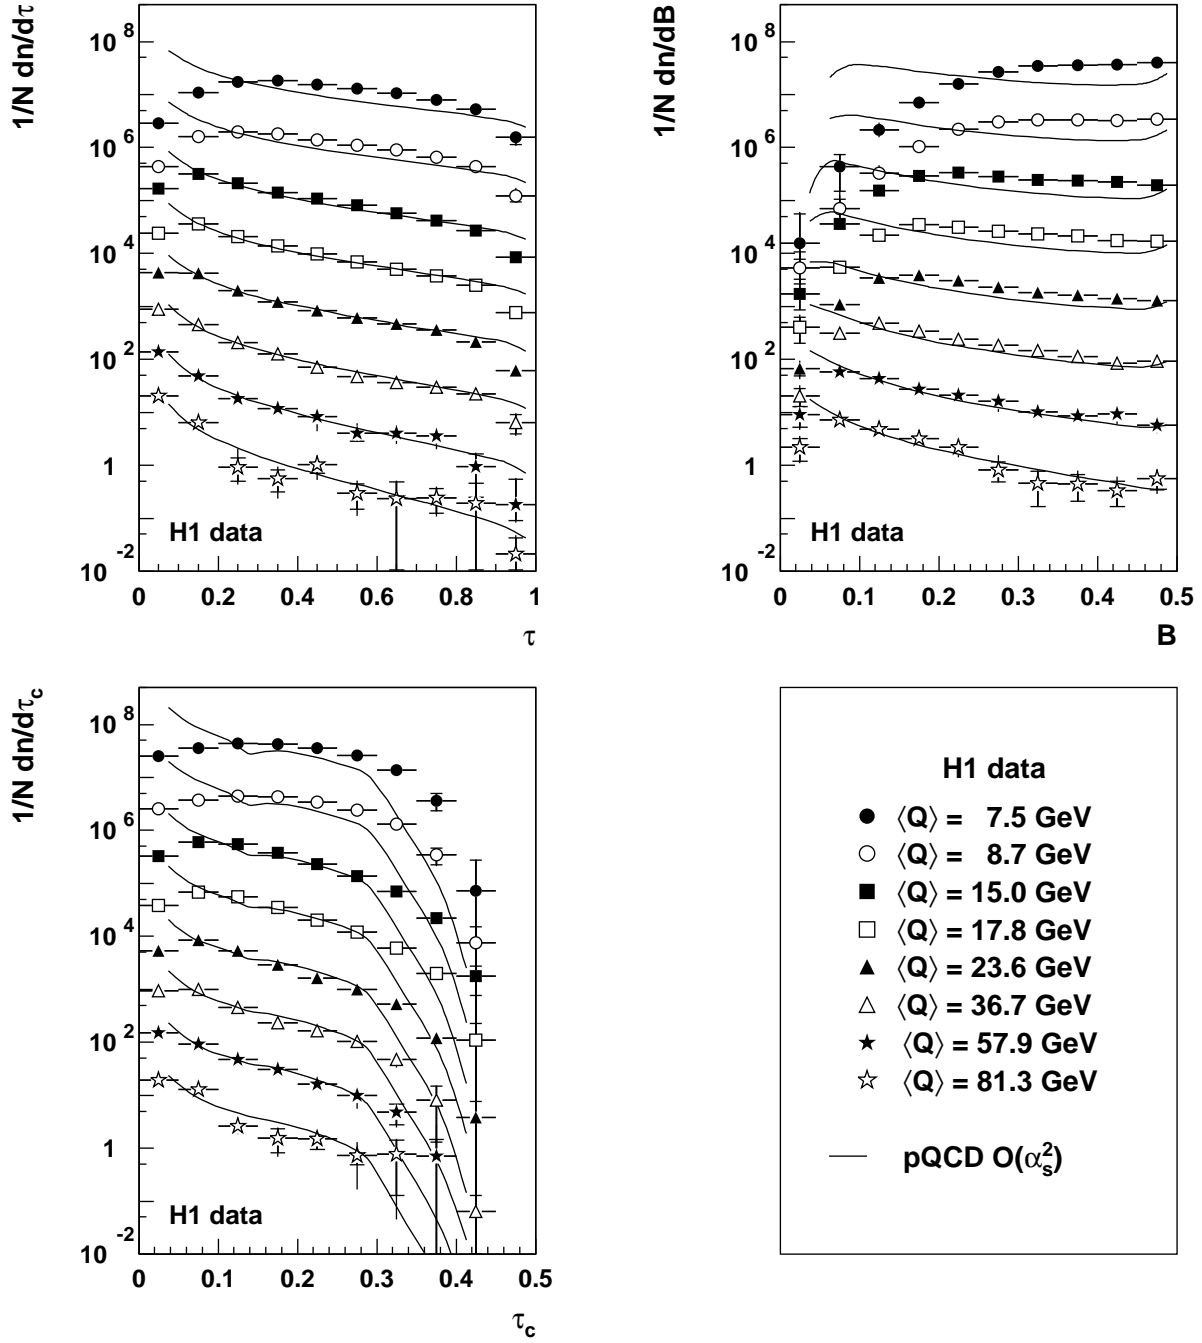 1/N dn/dτ
10 8
10 6
10 4
10 2
1
10 -2
H1 data
0 0.2 0.4 0.6 0.8 1
τ
1/N dn/dB
10 8
10 6
10 4
10 2
1
10 -2
H1 data
0 0.1 0.2 0.3 0.4 0.5
B
1/N dn/dτc
10 8
10 6
10 4
10 2
1
10 -2
H1 data
0 0.1 0.2 0.3 0.4 0.5
τc
H1 data
⟨Q⟩ = 7.5 GeV
⟨Q⟩ = 8.7 GeV
⟨Q⟩ = 15.0 GeV
⟨Q⟩ = 17.8 GeV
⟨Q⟩ = 23.6 GeV
⟨Q⟩ = 36.7 GeV
⟨Q⟩ = 57.9 GeV
⟨Q⟩ = 81.3 GeV
pQCD O(αs²)